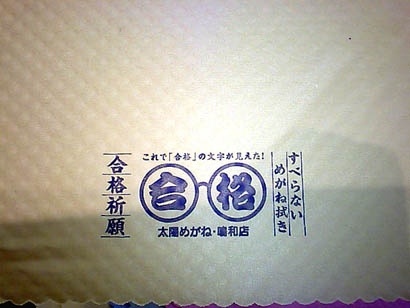 これで「合格」の文字が見えた!
合格
太陽めがね・鳴和店
すべらない
めがね拭き
合格祈願